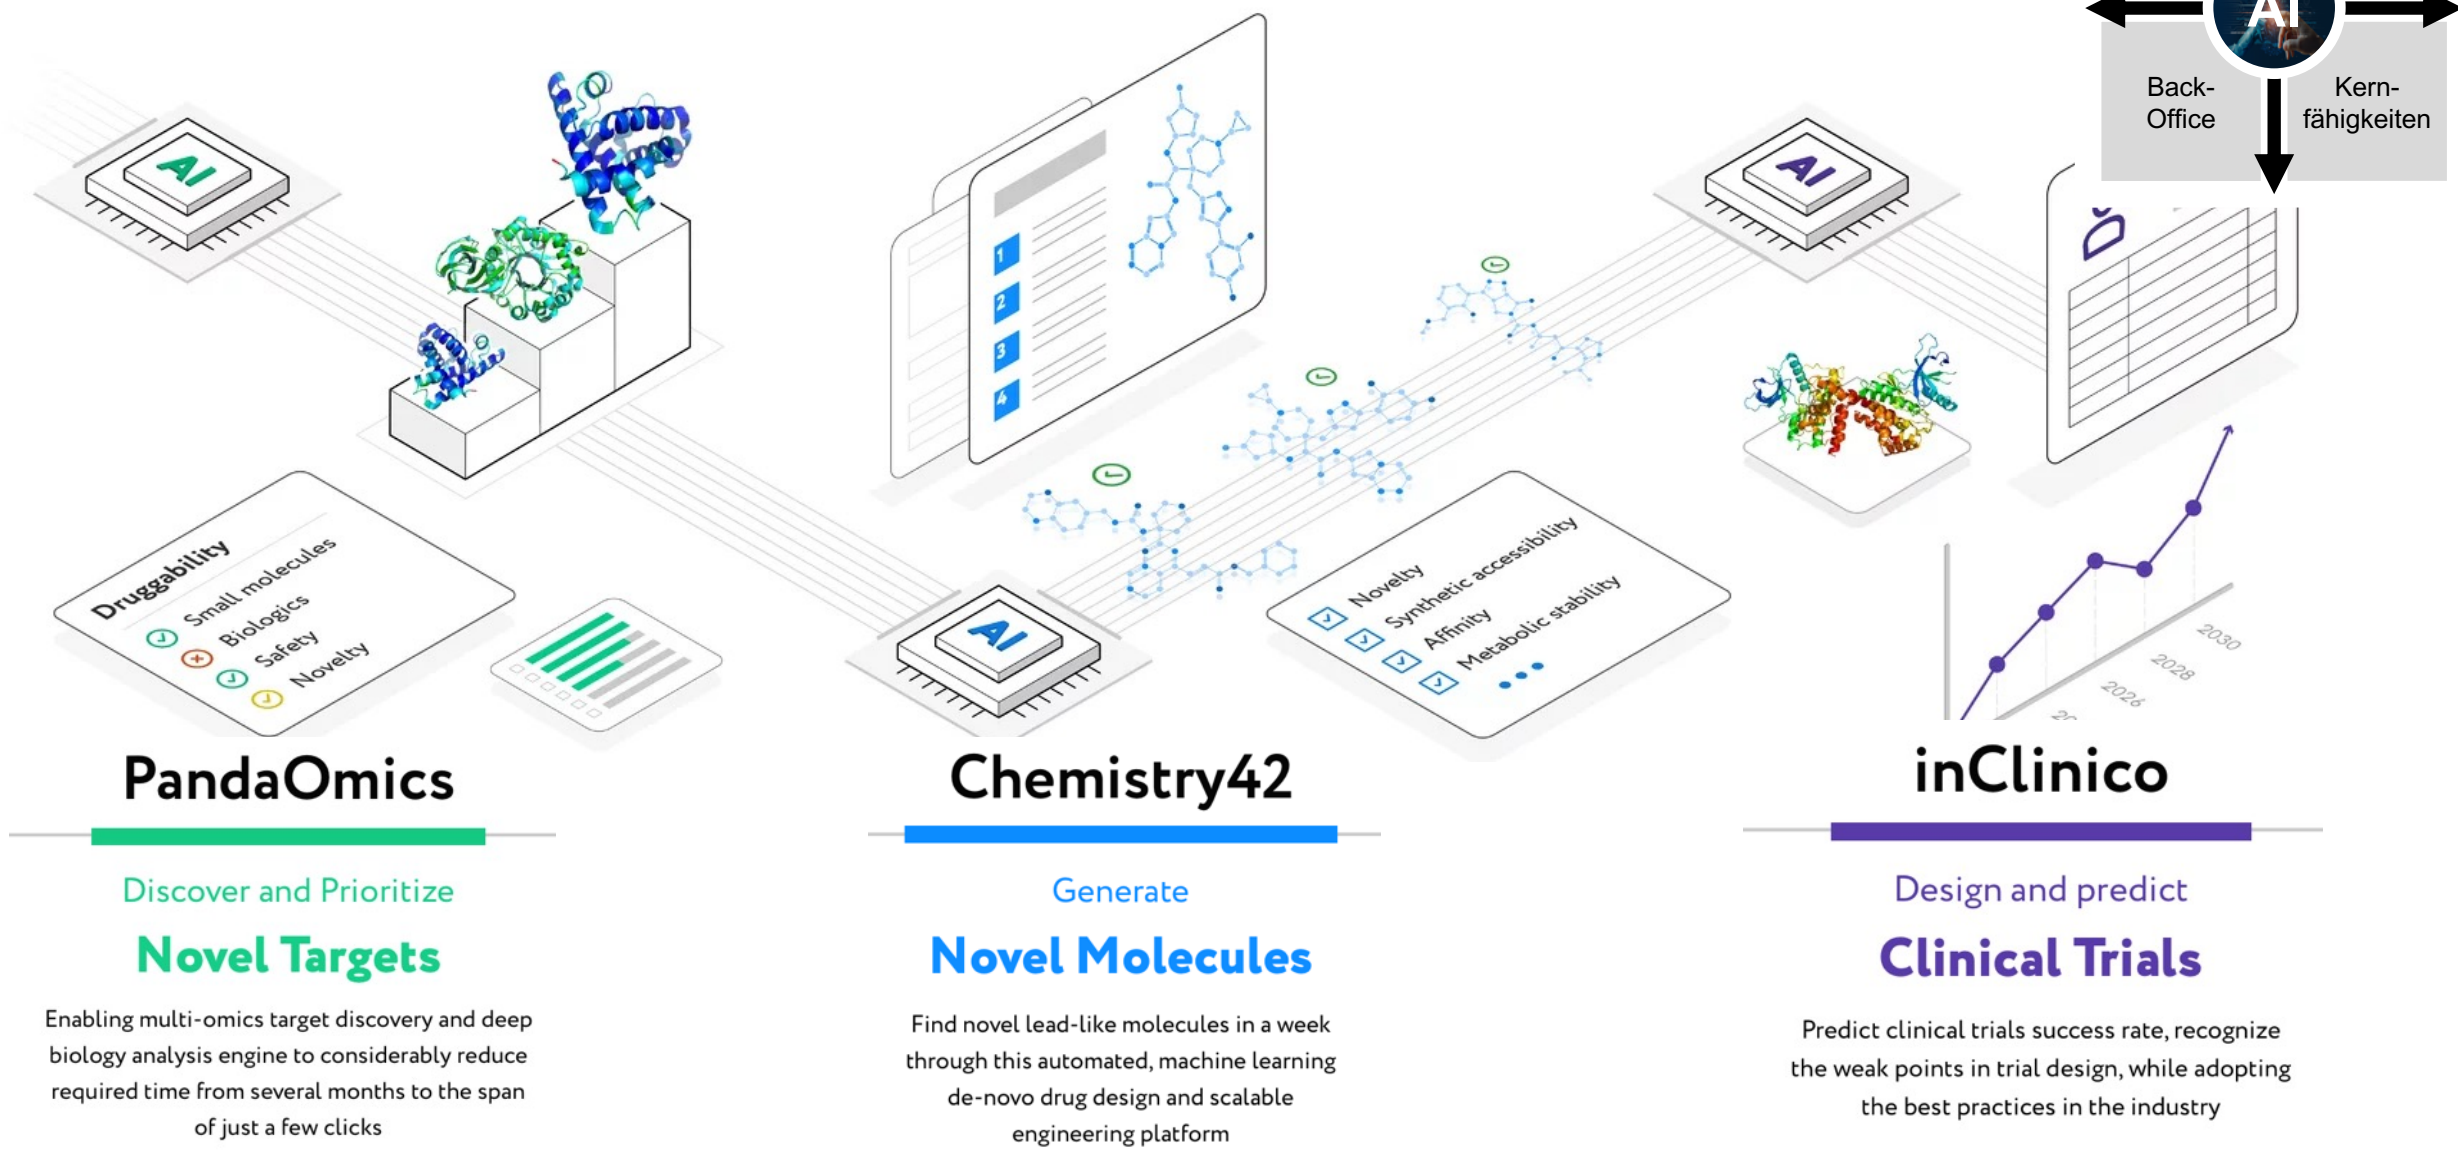 AI
Back-
Office
Kern-
fähigkeiten
AI
AI
1
2
3
4
Druggability
Small molecules
Biologics
Safety
Novelty
AI
Novelty
Synthetic accessibility
Affinity
Metabolic stability
2026
2028
2030
PandaOmics
Discover and Prioritize
Novel Targets
Enabling multi-omics target discovery and deep
biology analysis engine to considerably reduce
required time from several months to the span
of just a few clicks
Chemistry42
Generate
Novel Molecules
Find novel lead-like molecules in a week
through this automated, machine learning
de-novo drug design and scalable
engineering platform
inClinico
Design and predict
Clinical Trials
Predict clinical trials success rate, recognize
the weak points in trial design, while adopting
the best practices in the industry